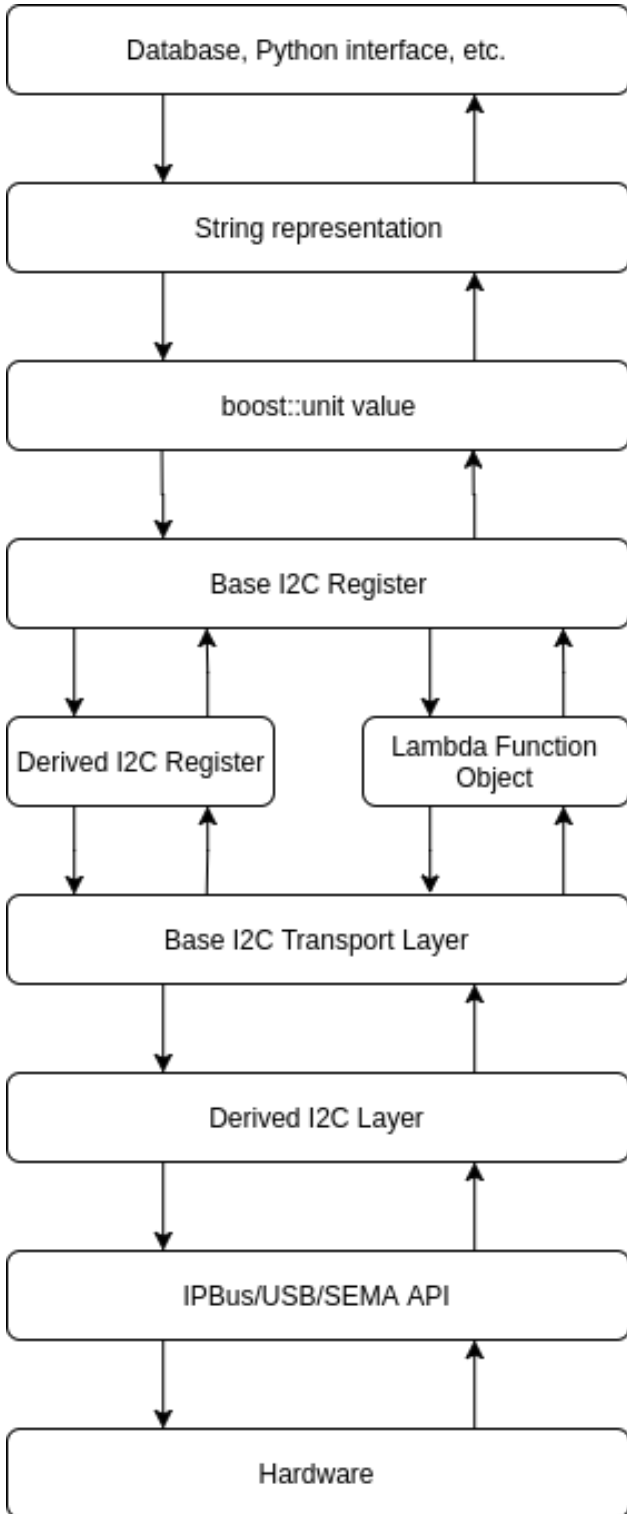 Database, Python interface, etc.
String representation
boost::unit value
Base I2C Register
Derived I2C Register
Lambda Function
Object
Base I2C Transport Layer
Derived I2C Layer
IPBus/USB/SEMA API
Hardware